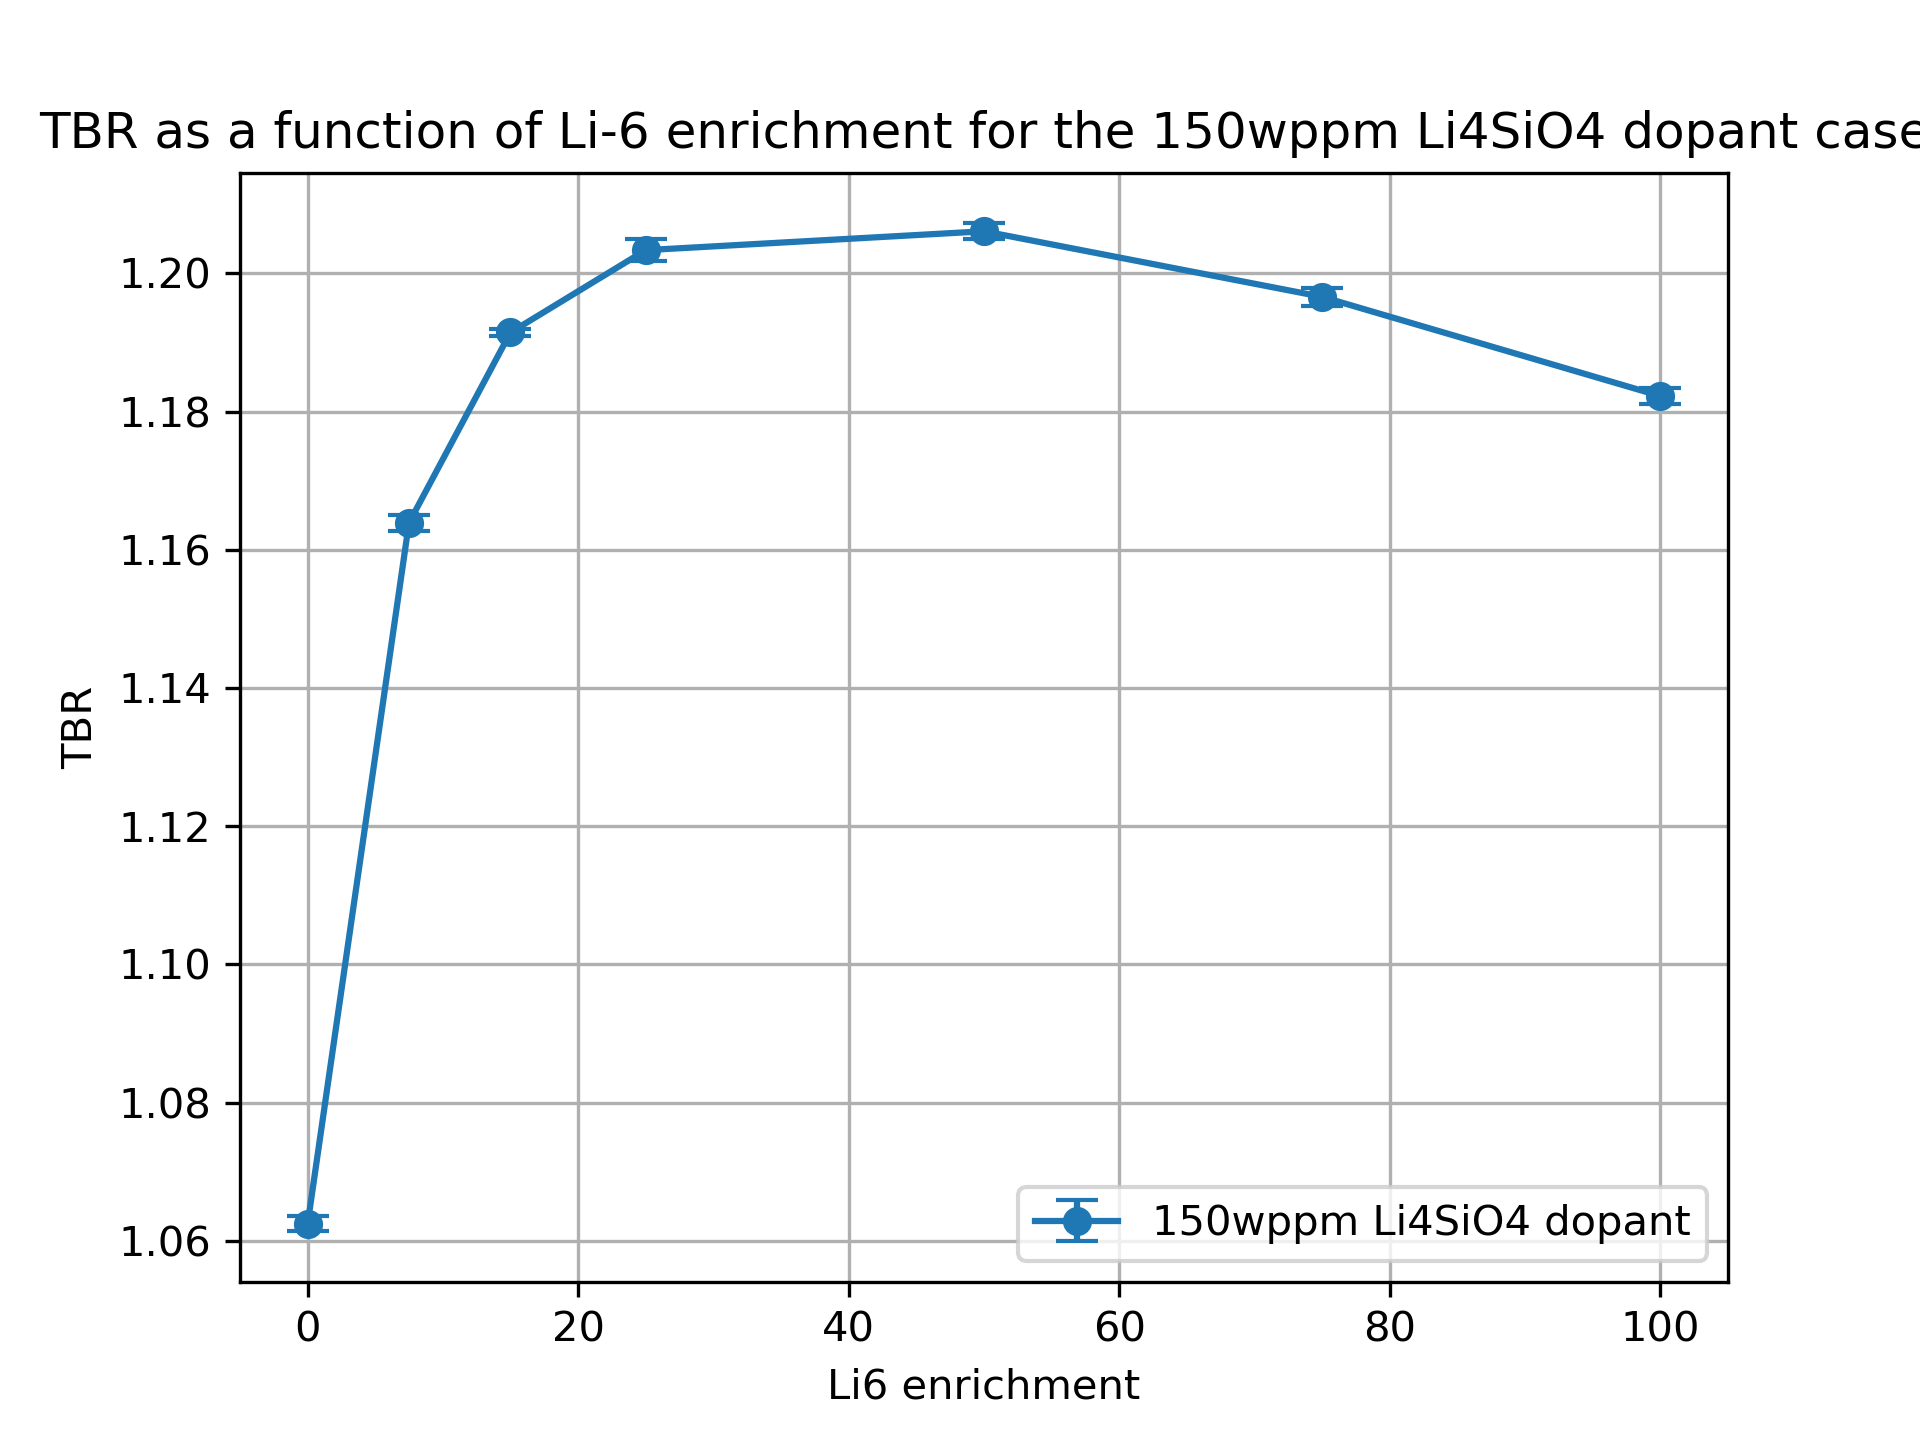 TBR as a function of Li-6 enrichment for the 150wppm Li4SiO4 dopant case
1.20
1.18
1.16
1.14
1.12
1.10
1.08
1.06
TBR
150wppm Li4SiO4 dopant
0 20 40 60 80 100
Li6 enrichment